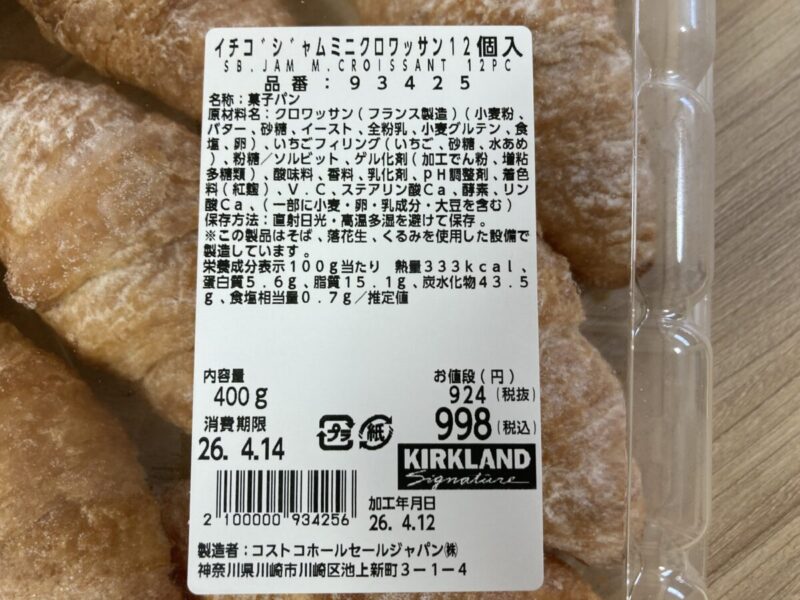 イチゴジャムミニクロワッサン12個入
SB.JAM M.CROISSANT 12PC
品番：93425
名称：菓子パン
原材料名：クロワッサン(フランス製造)(小麦粉、
バター、砂糖、イースト、全粉乳、小麦グルテン、食
塩、卵)、いちごフィリング(いちご、砂糖、水あめ
)、粉糖／ソルビット、ゲル化剤(加工でん粉、増粘
多糖類)、酸味料、香料、乳化剤、pH調整剤、着色
料(紅麹)、V.C、ステアリン酸Ca、酵素、リン
酸Ca、(一部に小麦・卵・乳成分・大豆を含む)
保存方法：直射日光・高温多湿を避けて保存。
※この製品はそば、落花生、くるみを使用した設備で
製造しています。
栄養成分表示100g当たり 熱量333kcal、
蛋白質5.6g、脂質15.1g、炭水化物43.5
g、食塩相当量0.7g／推定値
内容量 お値段(円)
400g 924(税抜)
消費期限 998(税込)
26.4.14 プラ 紙
KIRKLAND
Signature
2 100000 934256
加工年月日
26.4.12
製造者：コストコホールセールジャパン㈱
神奈川県川崎市川崎区池上新町3－1－4